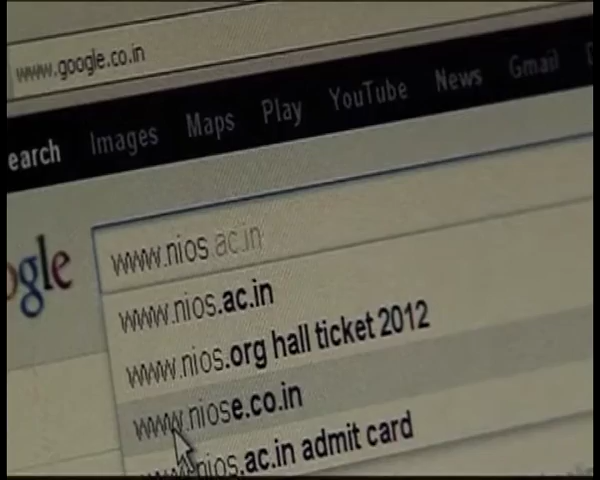 www.google.co.in
earch Images Maps Play YouTube News Gmail D
ogle
www.nios.ac.in
www.nios.ac.in
www.nios.org hall ticket 2012
www.niose.co.in
www.nios.ac.in admit card